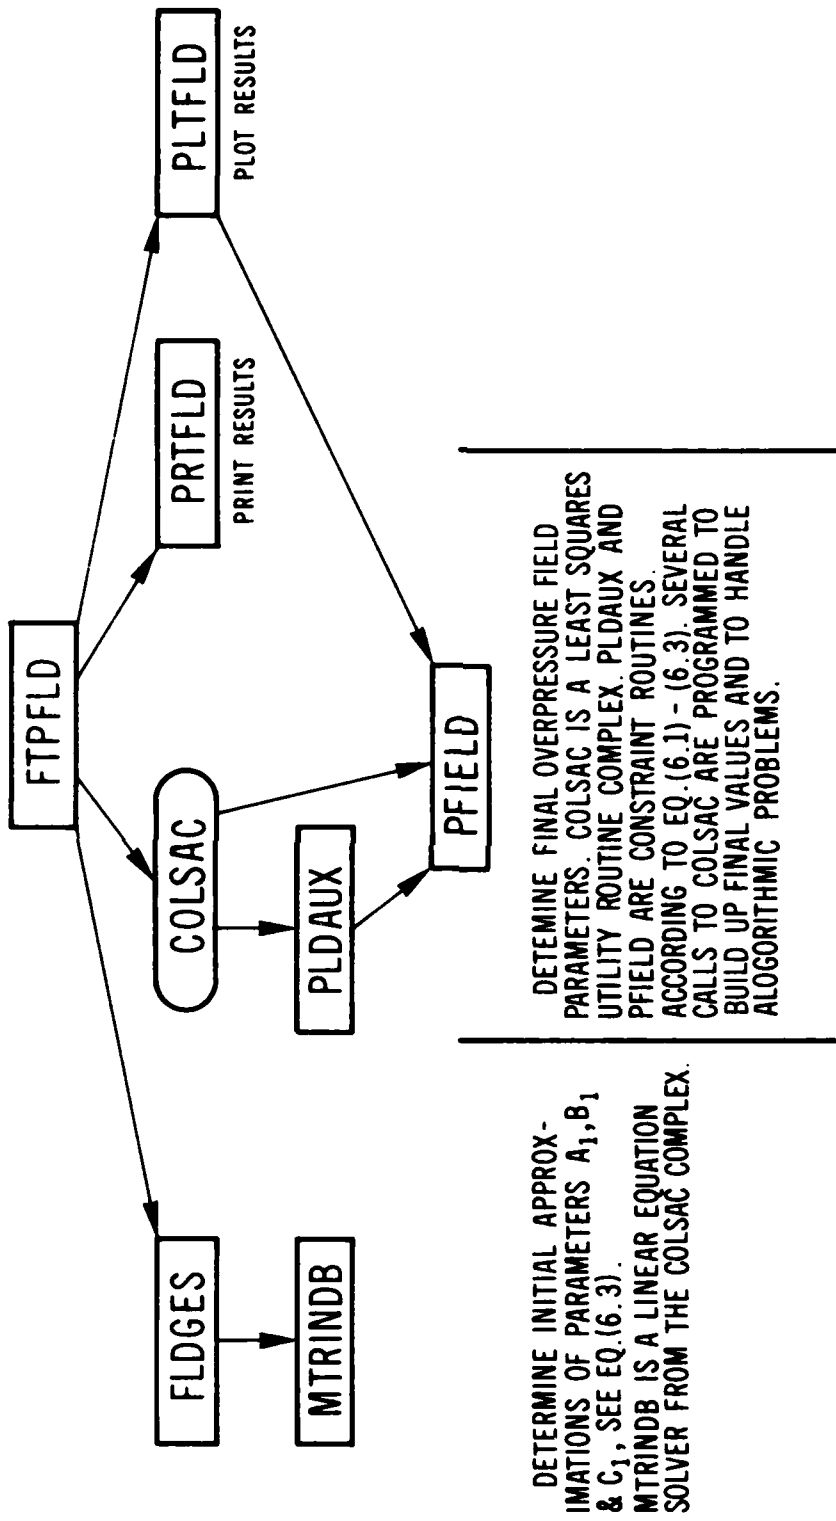 FTPFLD
FLDGES
COLSAC
PRTFLD
PRINT RESULTS
PLTFLD
PLOT RESULTS
MTRINDB
PLDAUX
PFIELD
DETERMINE INITIAL APPROX-
IMATIONS OF PARAMETERS A₁,B₁
& C₁, SEE EQ.(6.3).
MTRINDB IS A LINEAR EQUATION
SOLVER FROM THE COLSAC COMPLEX.
DETEMINE FINAL OVERPRESSURE FIELD
PARAMETERS. COLSAC IS A LEAST SQUARES
UTILITY ROUTINE COMPLEX. PLDAUX AND
PFIELD ARE CONSTRAINT ROUTINES.
ACCORDING TO EQ.(6.1) - (6.3). SEVERAL
CALLS TO COLSAC ARE PROGRAMMED TO
BUILD UP FINAL VALUES AND TO HANDLE
ALOGORITHMIC PROBLEMS.